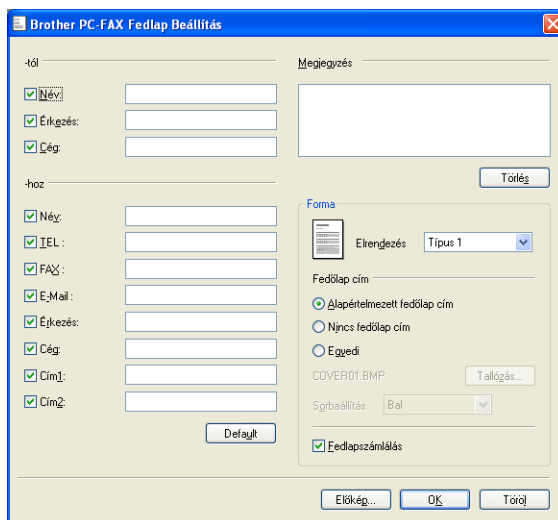 Brother PC-FAX Fedlap Beállítás
-tól
Név:
Érkezés:
Cég:
-hoz
Név:
TEL :
FAX :
E-Mail :
Érkezés:
Cég:
Cím1:
Cím2:
Default
Megjegyzés
Törlés
Forma
Elrendezés
Típus 1
Fedőlap cím
Alapértelmezett fedőlap cím
Nincs fedőlap cím
Egyedi
COVER01.BMP
Tallózás...
Sorbaállítás
Bal
Fedlapszámlálás
Előkép...
OK
Töröl